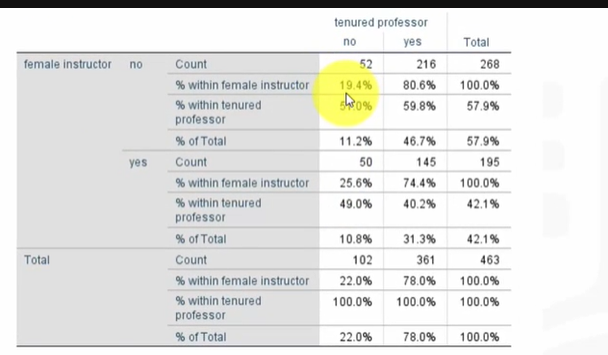 tenured professor
no yes Total
female instructor no Count 52 216 268
% within female instructor 19.4% 80.6% 100.0%
% within tenured professor 51.0% 59.8% 57.9%
% of Total 11.2% 46.7% 57.9%
yes Count 50 145 195
% within female instructor 25.6% 74.4% 100.0%
% within tenured professor 49.0% 40.2% 42.1%
% of Total 10.8% 31.3% 42.1%
Total Count 102 361 463
% within female instructor 22.0% 78.0% 100.0%
% within tenured professor 100.0% 100.0% 100.0%
% of Total 22.0% 78.0% 100.0%